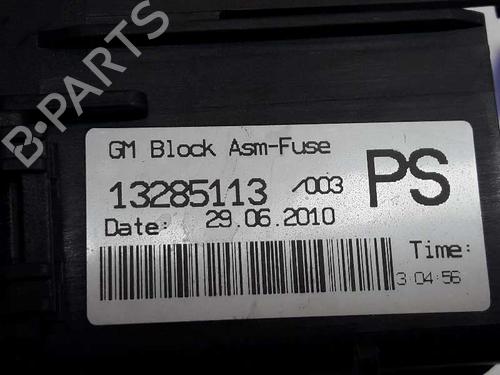 B-PARTS
GM Block Asm-Fuse
13285113 /003 PS
Date: 29.06.2010
Time:
3:04:56